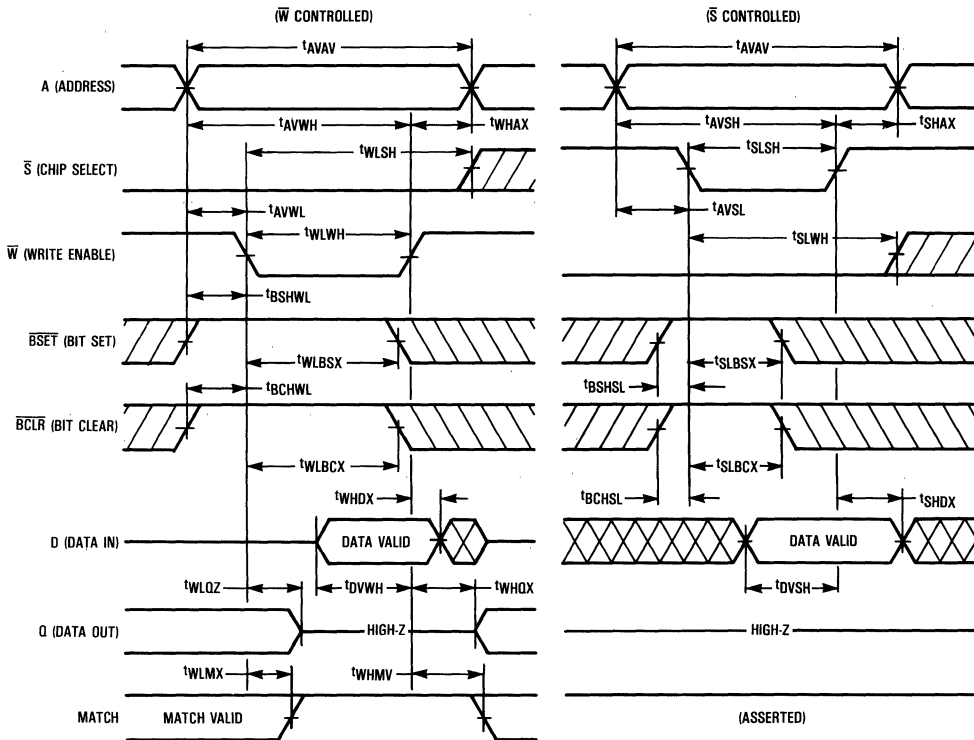 (W̅ CONTROLLED)
(S̅ CONTROLLED)
tAVAV
tAVAV
A (ADDRESS)
tAVWH
tWHAX
tAVSH
tSHAX
tWLSH
tSLSH
S̅ (CHIP SELECT)
tAVWL
tAVSL
tWLWH
tSLWH
W̅ (WRITE ENABLE)
tBSHWL
B̅S̅E̅T̅ (BIT SET)
tWLBSX
tSLBSX
tBCHWL
tBSHSL
B̅C̅L̅R̅ (BIT CLEAR)
tWLBCX
tSLBCX
tWHDX
tBCHSL
tSHDX
D (DATA IN)
DATA VALID
DATA VALID
tWLQZ
tDVWH
tWHQX
tDVSH
Q (DATA OUT)
HIGH-Z
HIGH-Z
tWLMX
tWHMV
MATCH
MATCH VALID
(ASSERTED)